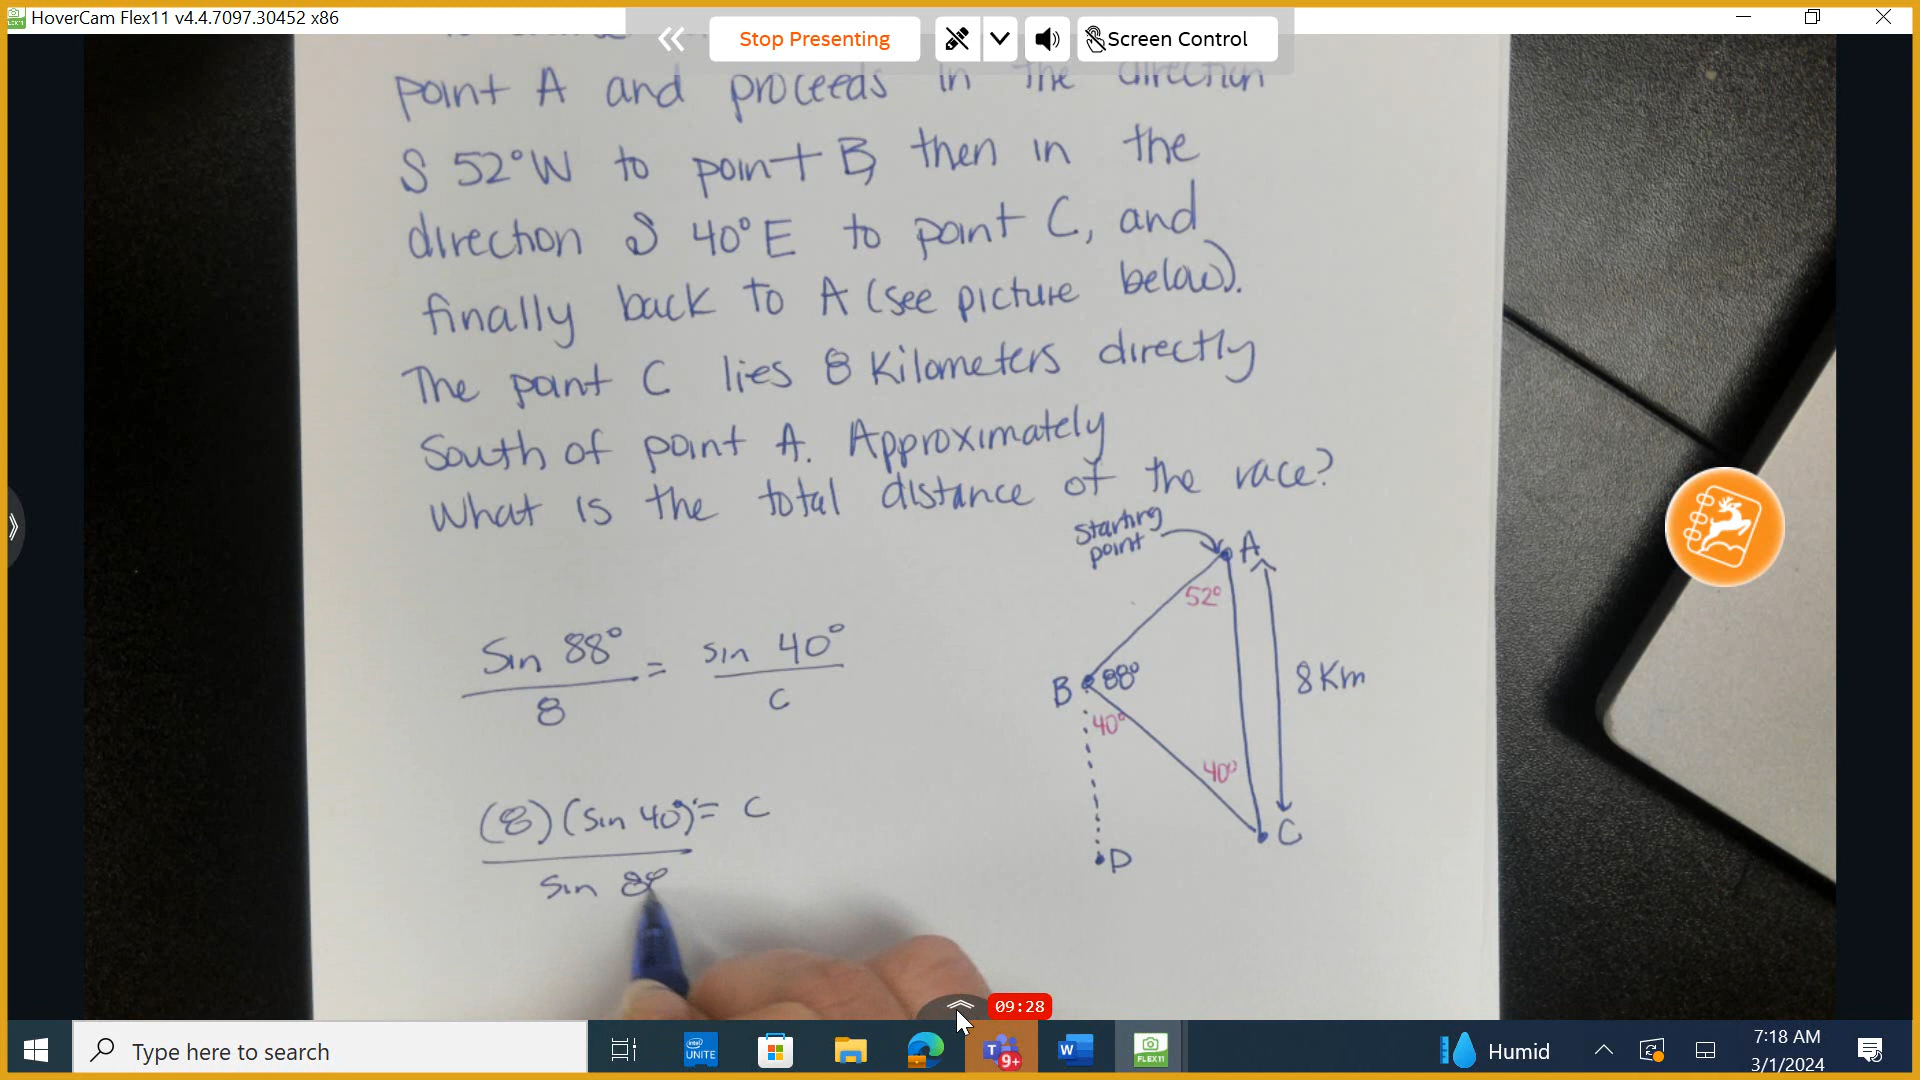 HoverCam Flex11 v4.4.7097.30452 x86
Stop Presenting
Screen Control
point A and proceeds in the direction
S 52°W to point B, then in the
direction S 40°E to point C, and
finally back to A (see picture below).
The point C lies 8 Kilometers directly
South of point A. Approximately
What is the total distance of the race?
Starting
point
A
52°
sin 88° = sin 40°
8 c
B 88°
8 Km
40°
40°
(8)(sin 40°) = c
sin 88
C
D
09:28
Type here to search
intel
UNITE
T
9+
W
FLEX11
Humid
7:18 AM
3/1/2024